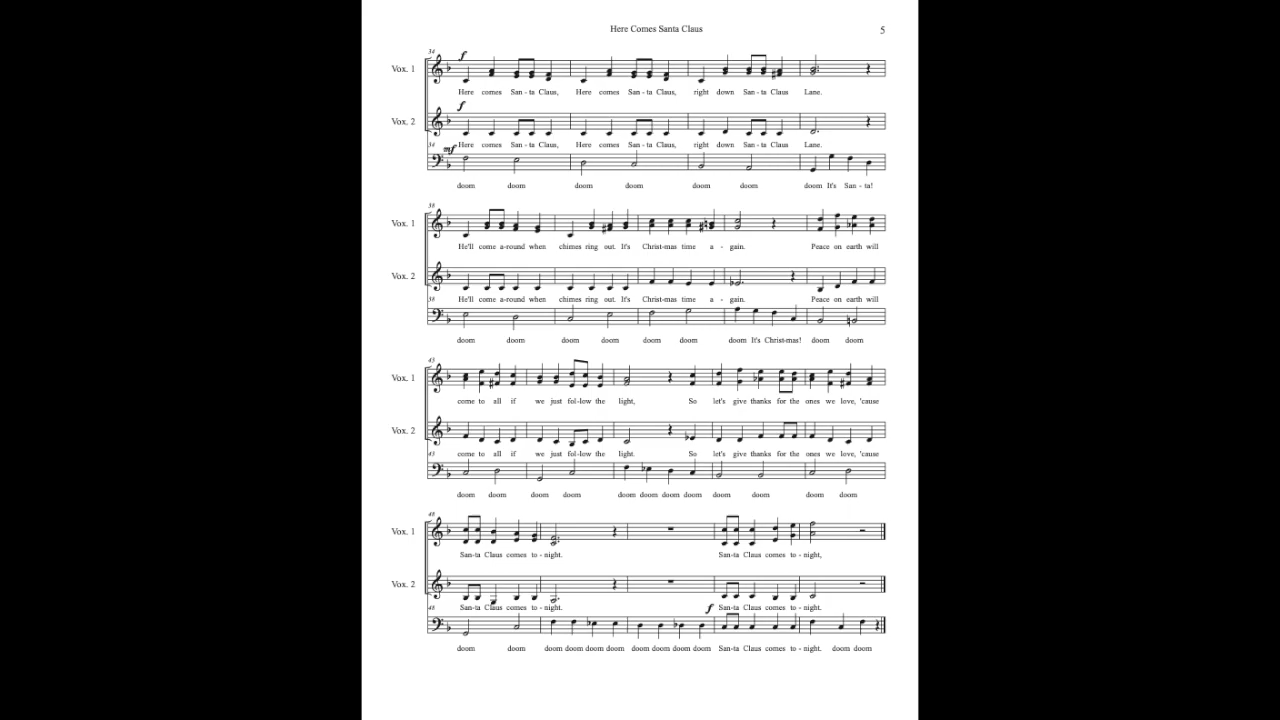 Here Comes Santa Claus 5
34 f
Vox. 1
Here comes San - ta Claus, Here comes San - ta Claus, right down San - ta Claus Lane.
f
Vox. 2
34 mf Here comes San - ta Claus, Here comes San - ta Claus, right down San - ta Claus Lane.
doom doom doom doom doom doom doom It's San - ta!
Vox. 1
He'll come a-round when chimes ring out. It's Christ-mas time a - gain. Peace on earth will
Vox. 2
He'll come a-round when chimes ring out. It's Christ-mas time a - gain. Peace on earth will
doom doom doom doom doom doom doom It's Christ-mas! doom doom
Vox. 1
come to all if we just fol-low the light, So let's give thanks for the ones we love, 'cause
Vox. 2
come to all if we just fol-low the light. So let's give thanks for the ones we love, 'cause
doom doom doom doom doom doom doom doom doom doom doom doom
48
Vox. 1
San-ta Claus comes to - night. San-ta Claus comes to - night,
Vox. 2
48 San-ta Claus comes to - night. f San-ta Claus comes to - night.
doom doom doom doom doom doom doom doom doom doom San-ta Claus comes to - night. doom doom